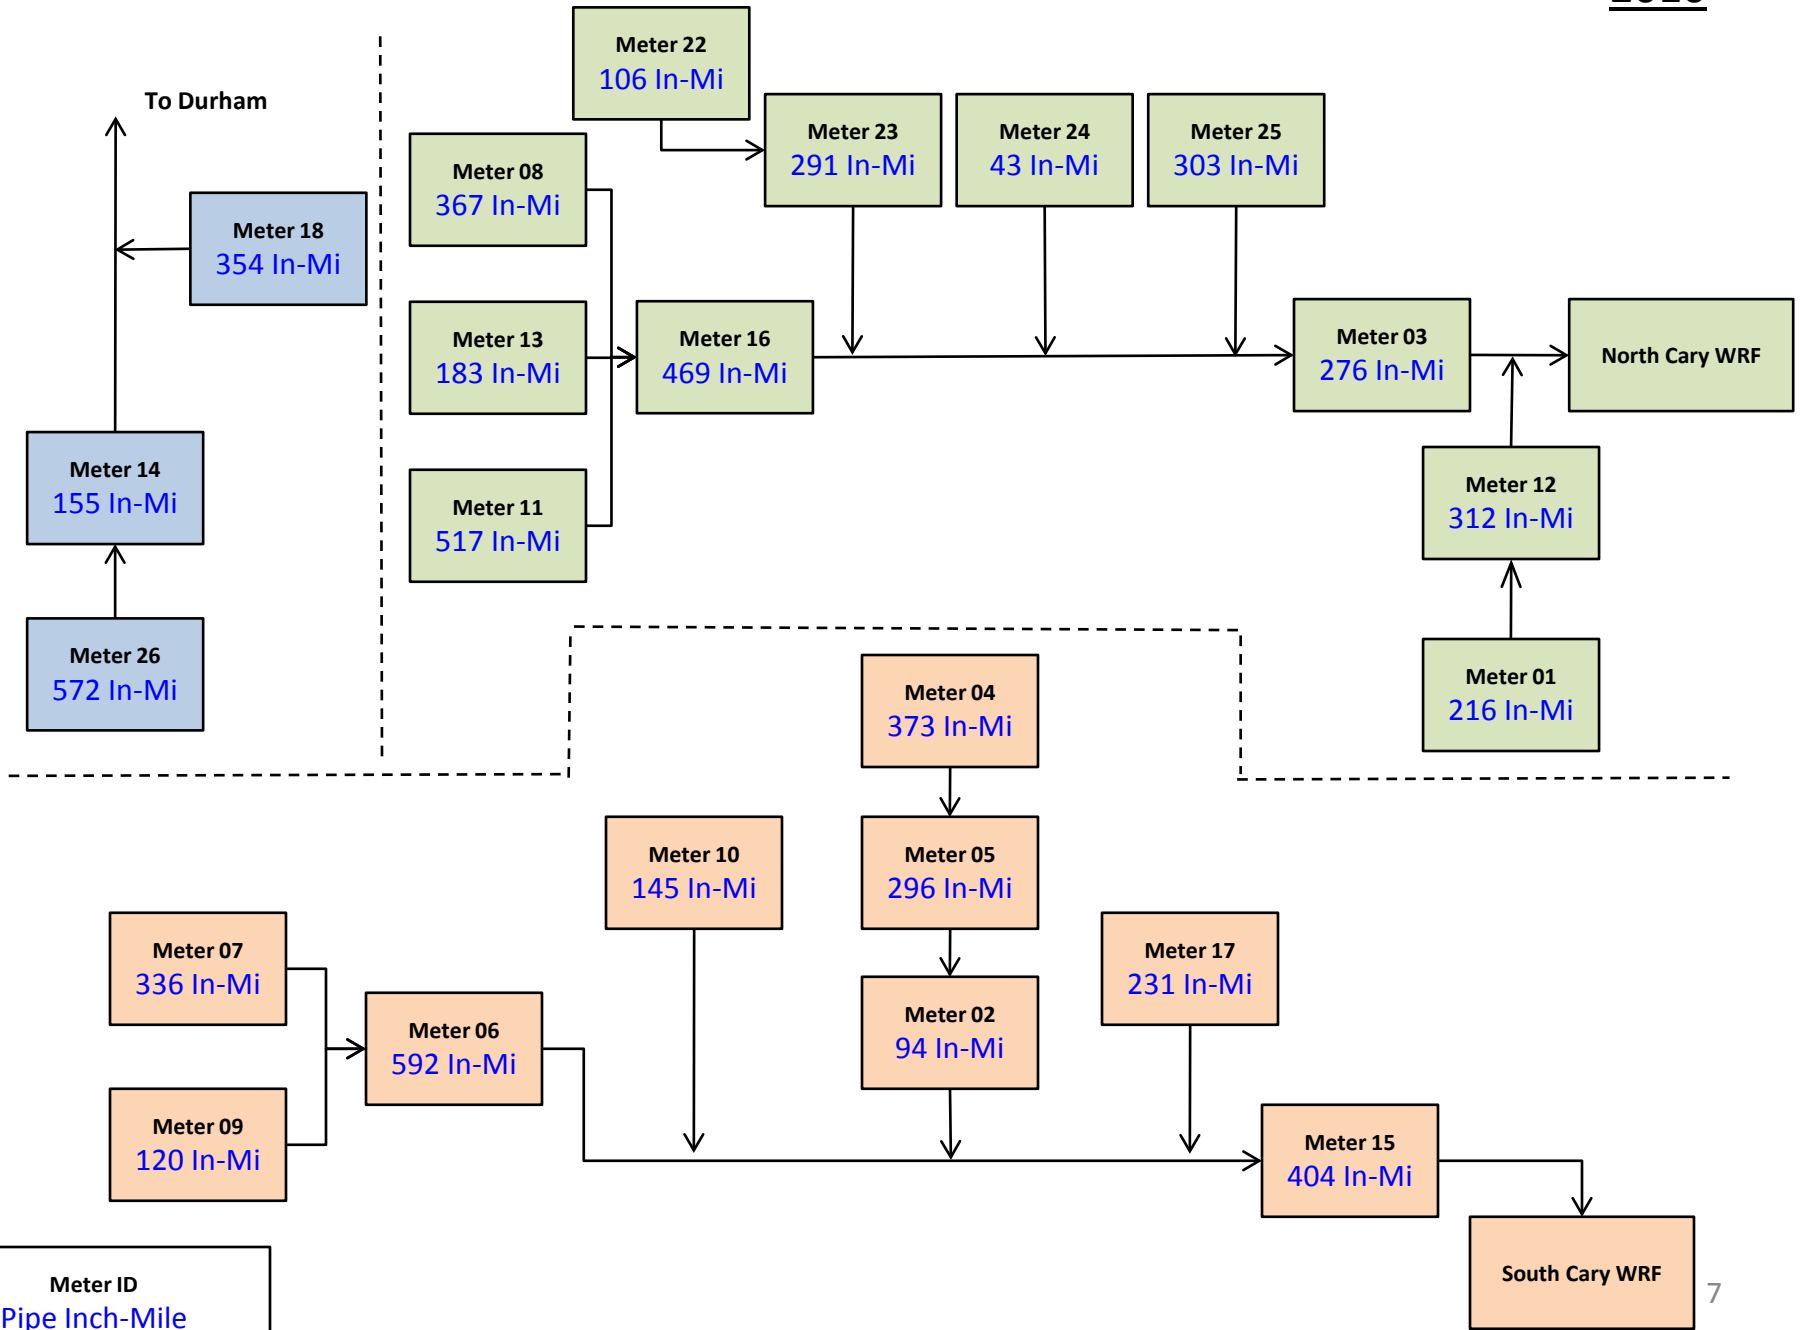 To Durham
Meter 18
354 In-Mi
Meter 14
155 In-Mi
Meter 26
572 In-Mi
Meter 22
106 In-Mi
Meter 23
291 In-Mi
Meter 24
43 In-Mi
Meter 25
303 In-Mi
Meter 08
367 In-Mi
Meter 13
183 In-Mi
Meter 11
517 In-Mi
Meter 16
469 In-Mi
Meter 03
276 In-Mi
North Cary WRF
Meter 12
312 In-Mi
Meter 01
216 In-Mi
Meter 04
373 In-Mi
Meter 05
296 In-Mi
Meter 02
94 In-Mi
Meter 10
145 In-Mi
Meter 17
231 In-Mi
Meter 07
336 In-Mi
Meter 09
120 In-Mi
Meter 06
592 In-Mi
Meter 15
404 In-Mi
South Cary WRF
Meter ID
Pipe Inch-Mile
7